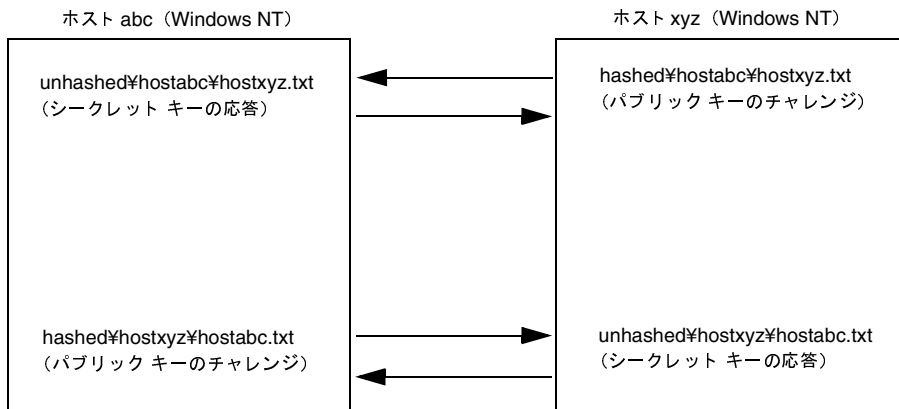 ホスト abc（Windows NT）
ホスト xyz（Windows NT）
unhashed¥hostabc¥hostxyz.txt
（シークレット キーの応答）
hashed¥hostabc¥hostxyz.txt
（パブリック キーのチャレンジ）
hashed¥hostxyz¥hostabc.txt
（パブリック キーのチャレンジ）
unhashed¥hostxyz¥hostabc.txt
（シークレット キーの応答）